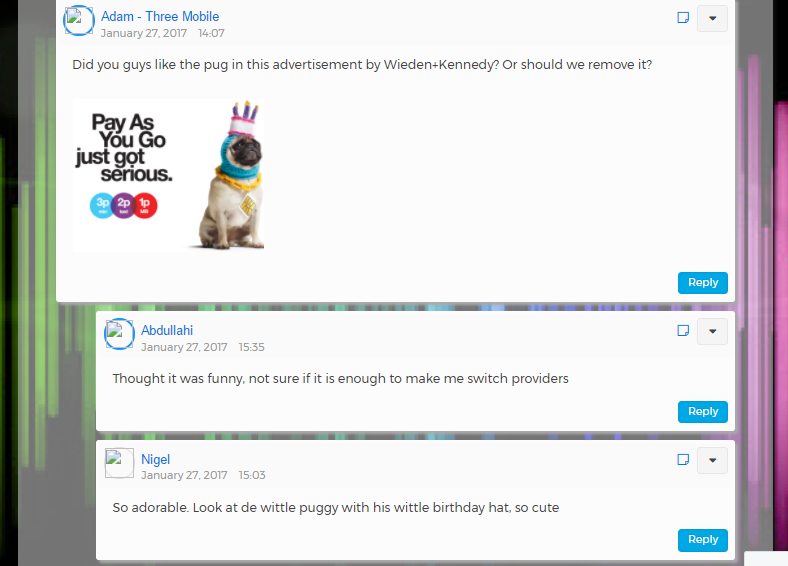 Adam - Three Mobile
January 27, 2017 14:07
Did you guys like the pug in this advertisement by Wieden+Kennedy? Or should we remove it?
Pay As
You Go
just got
serious.
3p 2p 1p
Reply
Abdullahi
January 27, 2017 15:35
Thought it was funny, not sure if it is enough to make me switch providers
Reply
Nigel
January 27, 2017 15:03
So adorable. Look at de wittle puggy with his wittle birthday hat, so cute
Reply